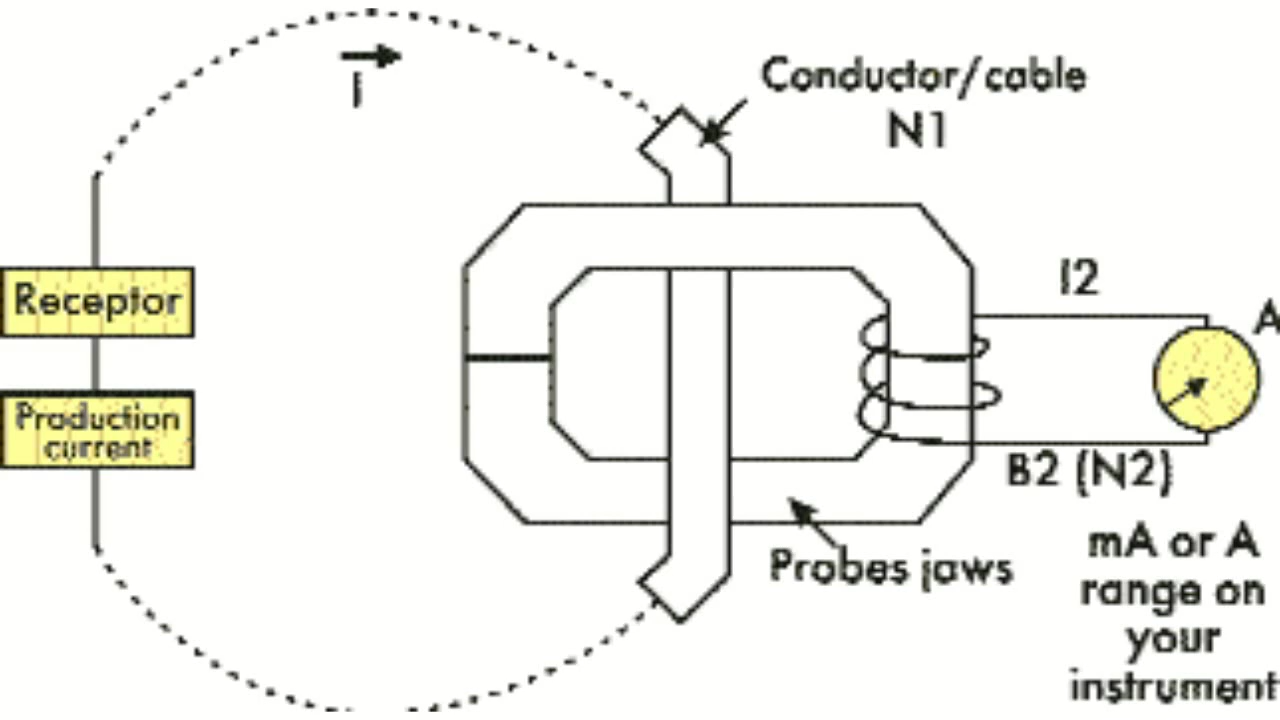 I
Conductor/cable
N1
Receptor
Production
current
I2
A
B2 (N2)
Probes jaws
mA or A
range on
your
instrument